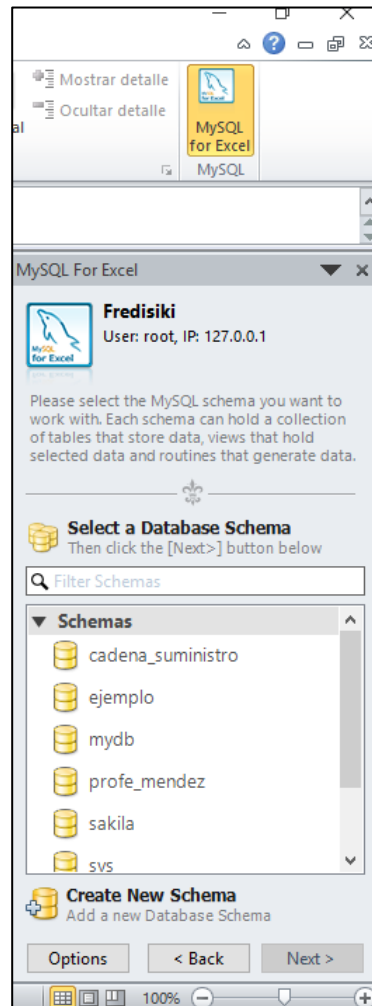 Mostrar detalle
Ocultar detalle
al
MySQL
for Excel
MySQL
MySQL For Excel
MySQL
for Excel
Fredisiki
User: root, IP: 127.0.0.1
Please select the MySQL schema you want to
work with. Each schema can hold a collection
of tables that store data, views that hold
selected data and routines that generate data.
Select a Database Schema
Then click the [Next>] button below
Filter Schemas
Schemas
cadena_suministro
ejemplo
mydb
profe_mendez
sakila
sys
Create New Schema
Add a new Database Schema
Options
< Back
Next >
100%